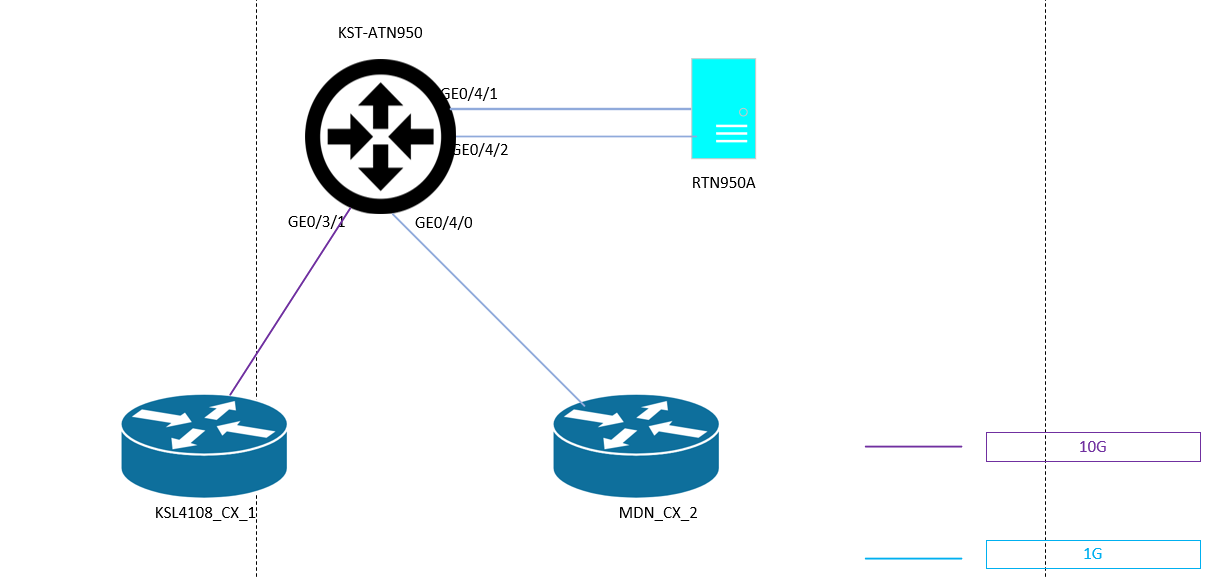 KST-ATN950
GE0/4/1
GE0/4/2
RTN950A
GE0/3/1
GE0/4/0
KSL4108_CX_1
MDN_CX_2
10G
1G